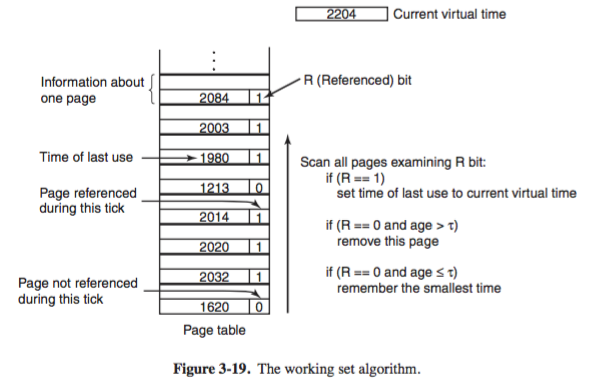 2204 Current virtual time
Information about
one page
R (Referenced) bit
2084 1
2003 1
Time of last use
1980 1
1213 0
Page referenced
during this tick
2014 1
2020 1
2032 1
Page not referenced
during this tick
1620 0
Page table
Scan all pages examining R bit:
if (R == 1)
set time of last use to current virtual time
if (R == 0 and age > τ)
remove this page
if (R == 0 and age ≤ τ)
remember the smallest time
Figure 3-19. The working set algorithm.